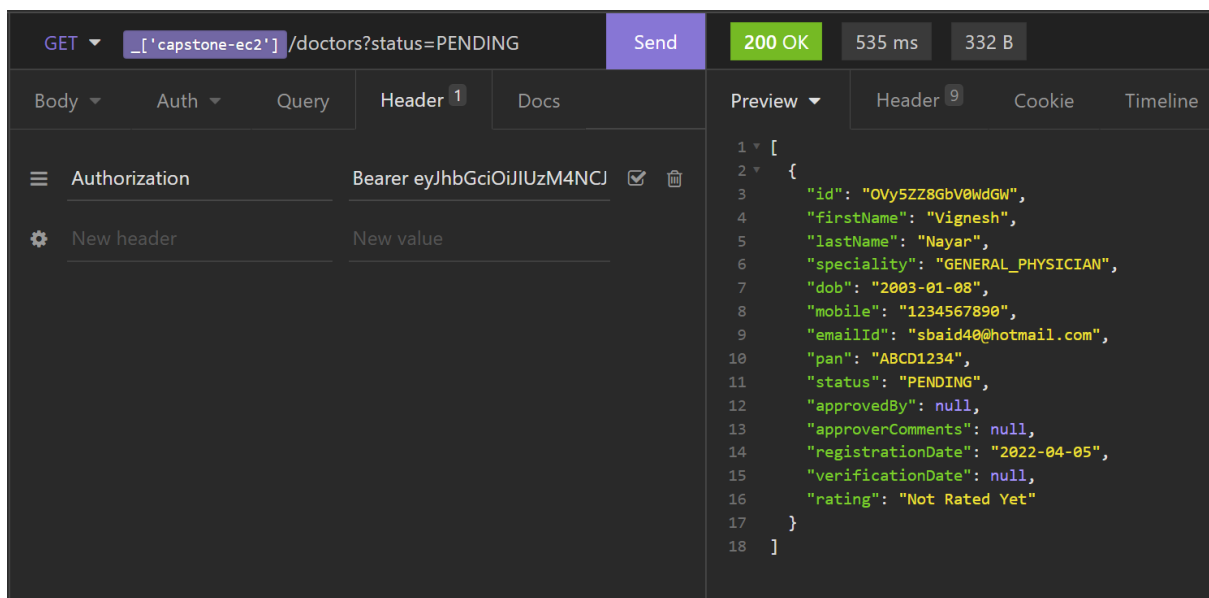 GET _['capstone-ec2'] /doctors?status=PENDING Send
Body Auth Query Header 1 Docs
Authorization Bearer eyJhbGciOiJIUzM4NCJ
New header New value
200 OK 535 ms 332 B
Preview Header 9 Cookie Timeline
1 [
2 {
3 "id": "OVy5ZZ8GbV0WdGW",
4 "firstName": "Vignesh",
5 "lastName": "Nayar",
6 "speciality": "GENERAL_PHYSICIAN",
7 "dob": "2003-01-08",
8 "mobile": "1234567890",
9 "emailId": "sbaid40@hotmail.com",
10 "pan": "ABCD1234",
11 "status": "PENDING",
12 "approvedBy": null,
13 "approverComments": null,
14 "registrationDate": "2022-04-05",
15 "verificationDate": null,
16 "rating": "Not Rated Yet"
17 }
18 ]